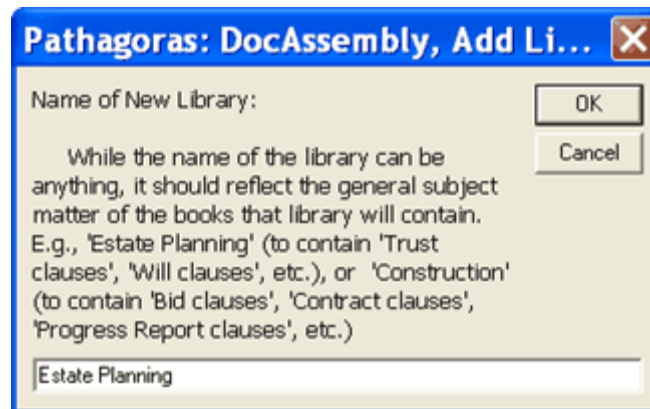 Pathagoras: DocAssembly, Add Li...
Name of New Library:
OK
Cancel
While the name of the library can be
anything, it should reflect the general subject
matter of the books that library will contain.
E.g., 'Estate Planning' (to contain 'Trust
clauses', 'Will clauses', etc.), or 'Construction'
(to contain 'Bid clauses', 'Contract clauses',
'Progress Report clauses', etc.)
Estate Planning